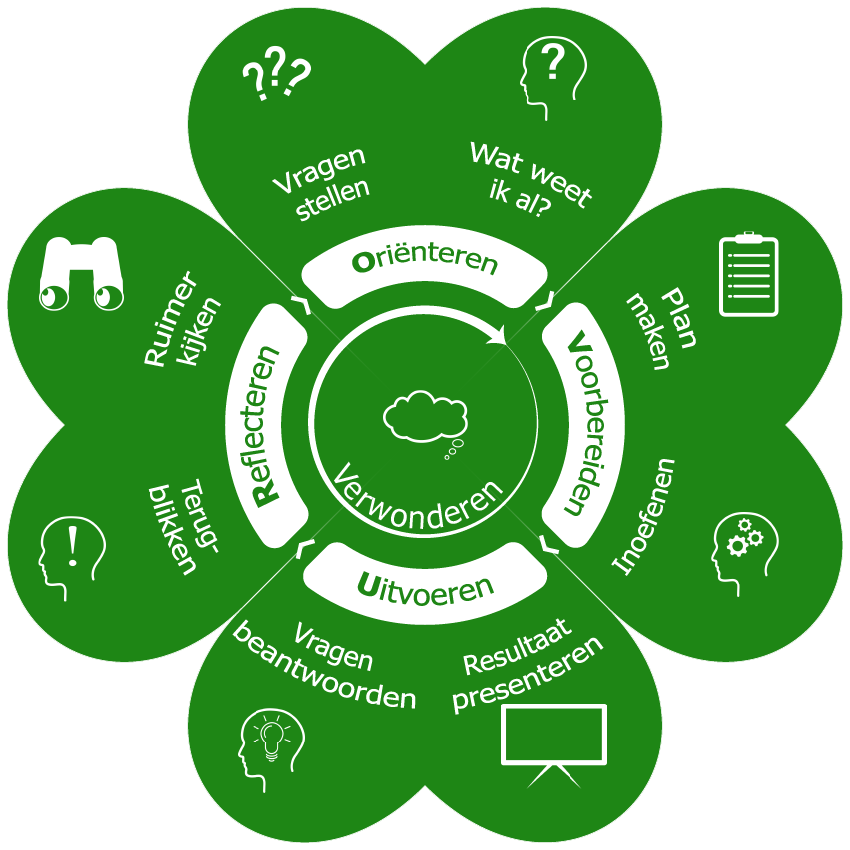 ???
?
Vragen
stellen
Wat weet
ik al?
Oriënteren
Plan
maken
Voorbereiden
Inoefenen
Resultaat
presenteren
Uitvoeren
Vragen
beantwoorden
!
Terug-
blikken
Reflecteren
Ruimer
kijken
Verwonderen